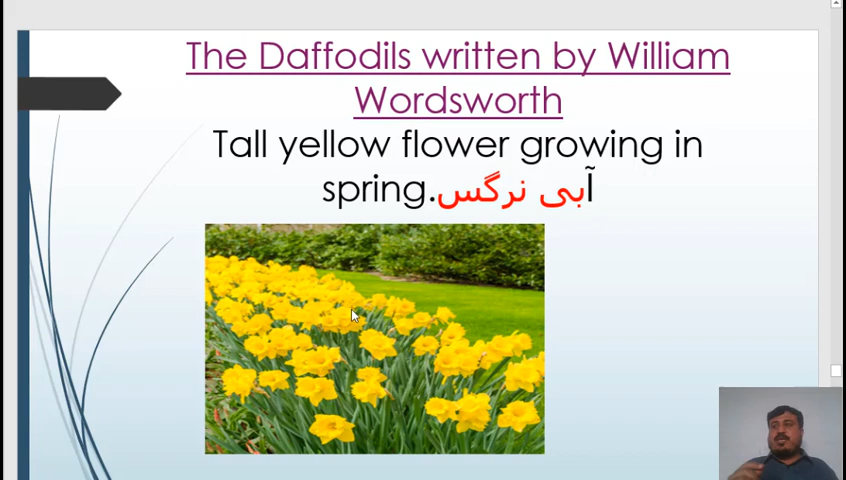 The Daffodils written by William
Wordsworth
Tall yellow flower growing in
spring.آبی نرگس